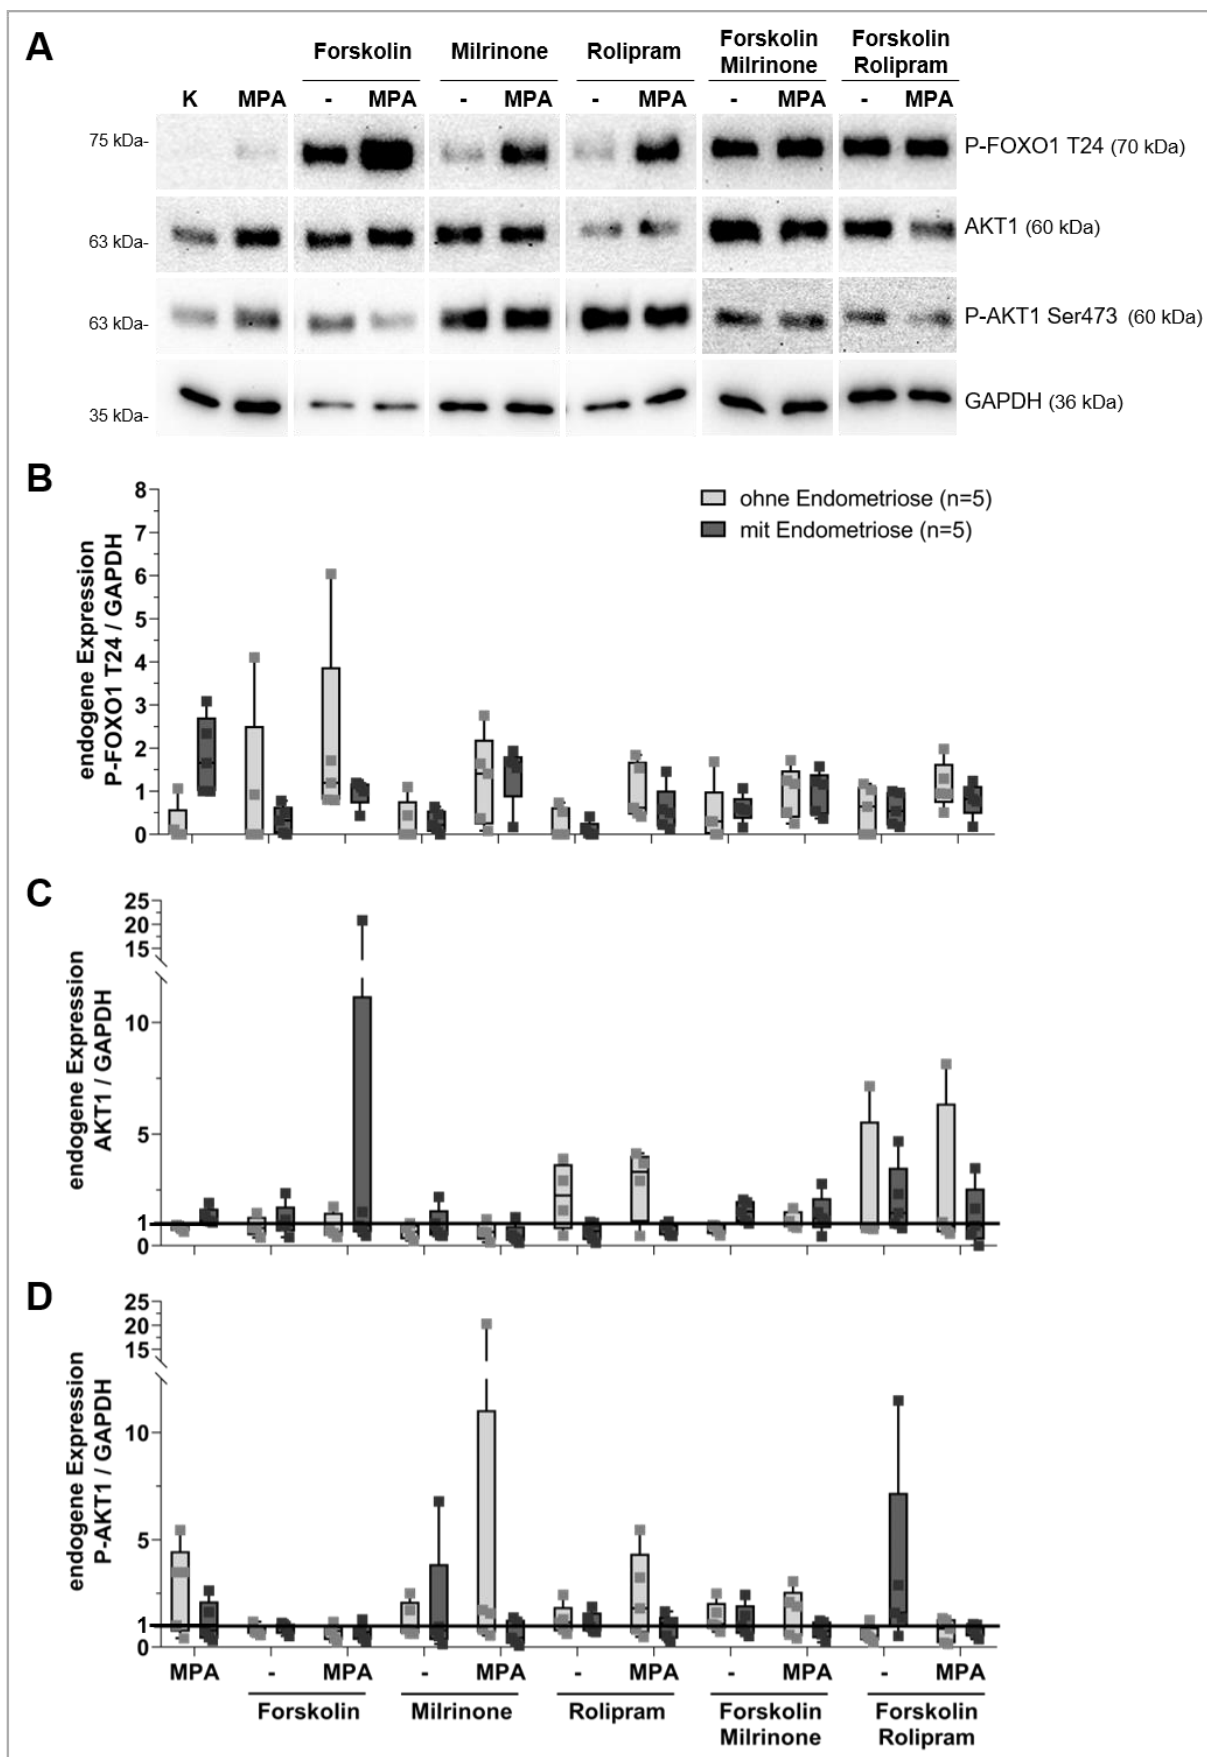 A
Forskolin
Milrinone
Rolipram
Forskolin
Milrinone
Forskolin
Rolipram
K MPA - MPA - MPA - MPA - MPA - MPA
75 kDa-
P-FOXO1 T24 (70 kDa)
63 kDa-
AKT1 (60 kDa)
63 kDa-
P-AKT1 Ser473 (60 kDa)
35 kDa-
GAPDH (36 kDa)
B
endogene Expression
P-FOXO1 T24 / GAPDH
8
7
6
5
4
3
2
1
0
ohne Endometriose (n=5)
mit Endometriose (n=5)
C
endogene Expression
AKT1 / GAPDH
25
20
15
10
5
1
0
D
endogene Expression
P-AKT1 / GAPDH
25
20
15
10
5
1
0
MPA - MPA - MPA - MPA - MPA - MPA
Forskolin
Milrinone
Rolipram
Forskolin
Milrinone
Forskolin
Rolipram